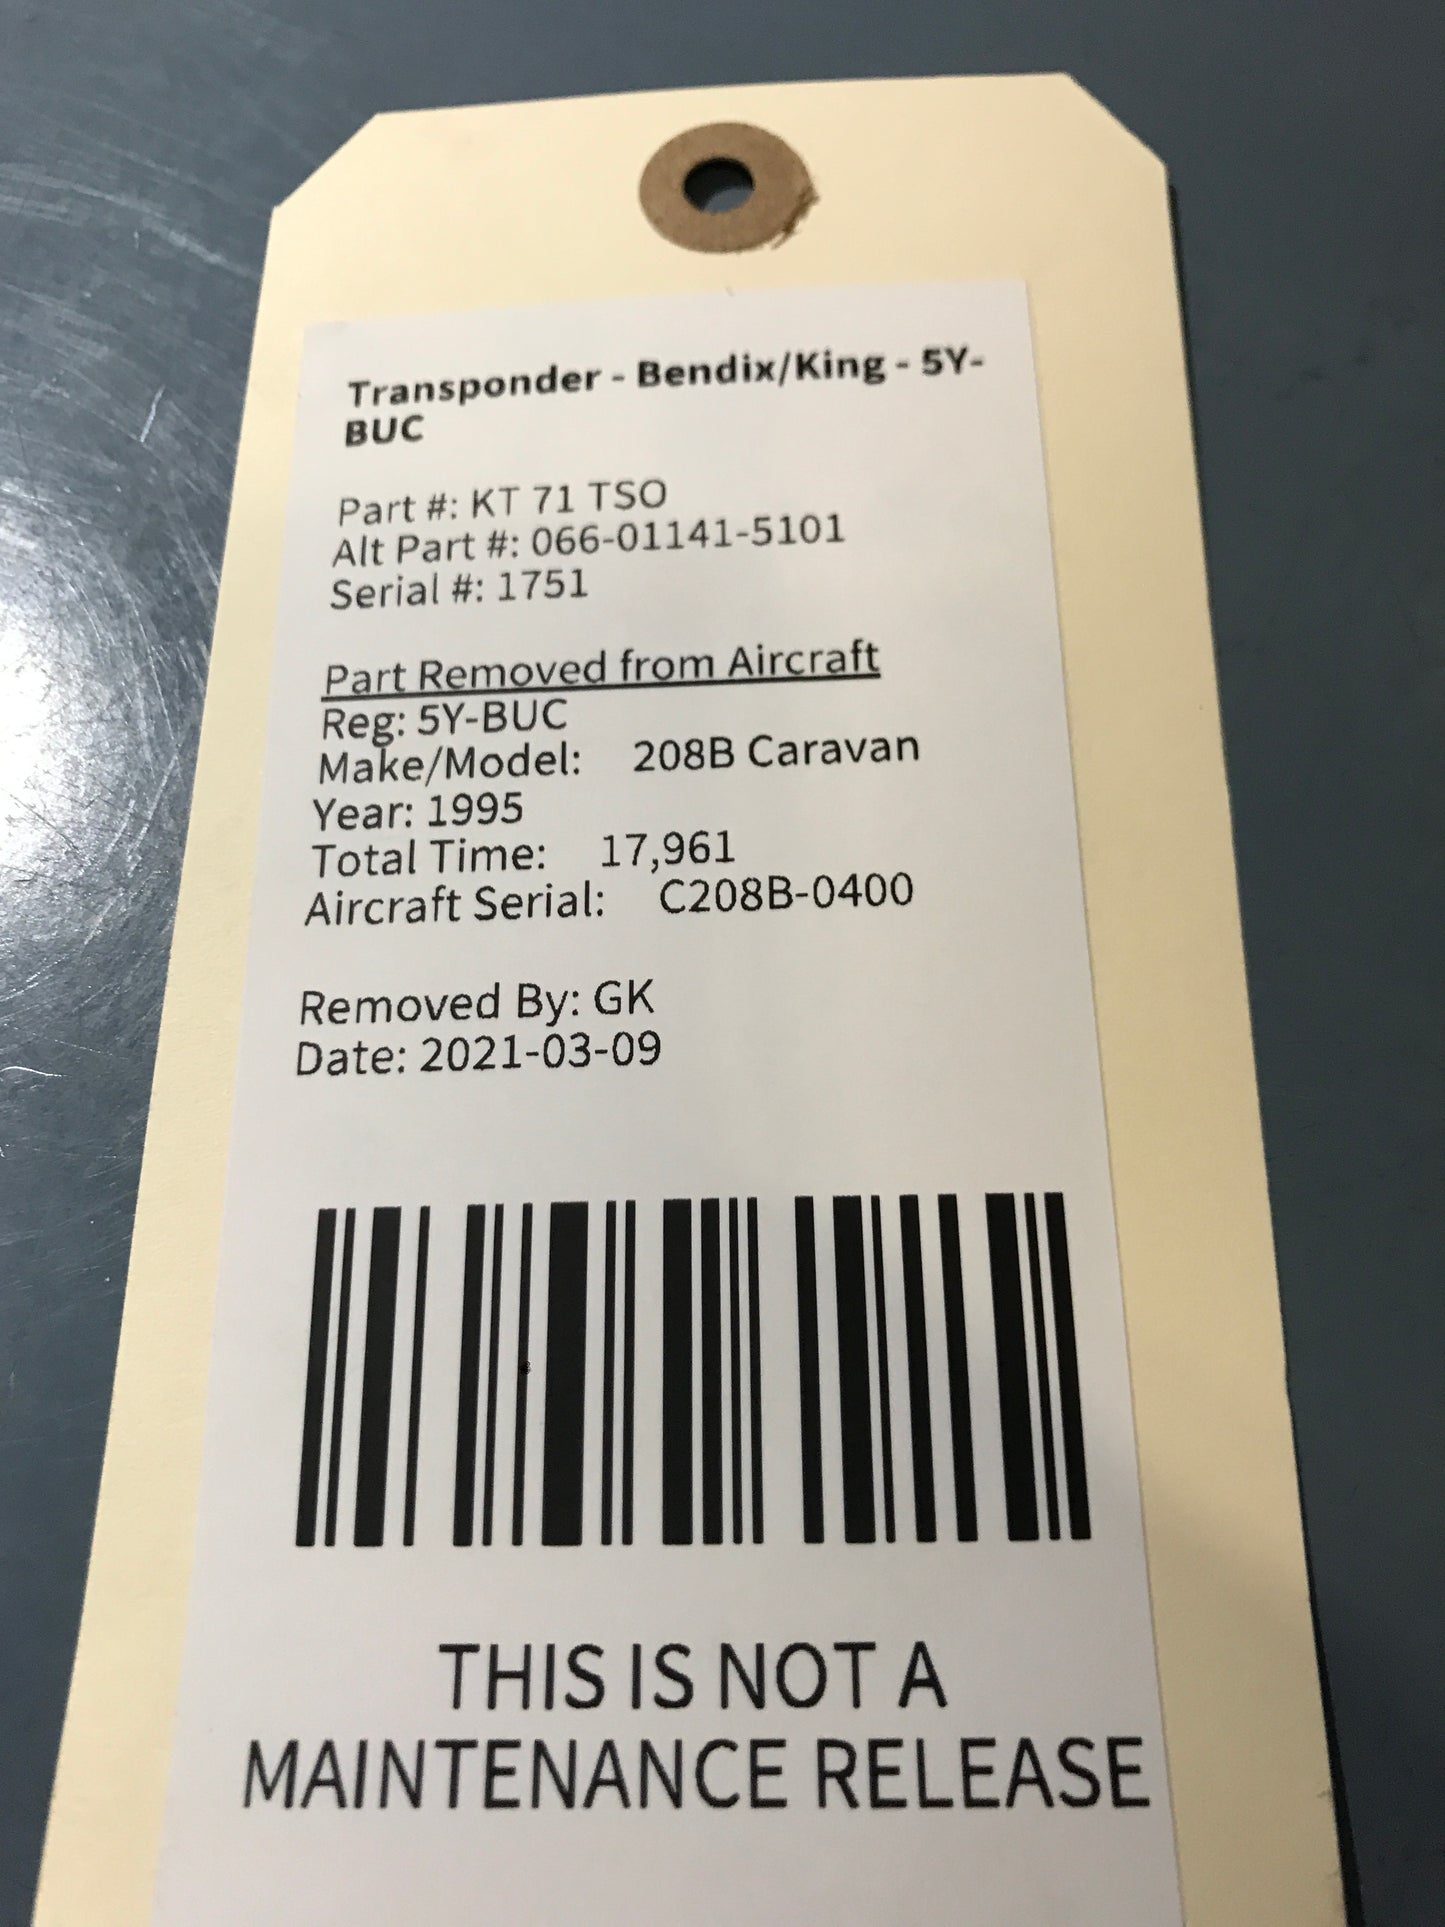 Transponder - Bendix/King - 5Y-
BUC
Part #: KT 71 TSO
Alt Part #: 066-01141-5101
Serial #: 1751
Part Removed from Aircraft
Reg: 5Y-BUC
Make/Model: 208B Caravan
Year: 1995
Total Time: 17,961
Aircraft Serial: C208B-0400
Removed By: GK
Date: 2021-03-09
THIS IS NOT A
MAINTENANCE RELEASE